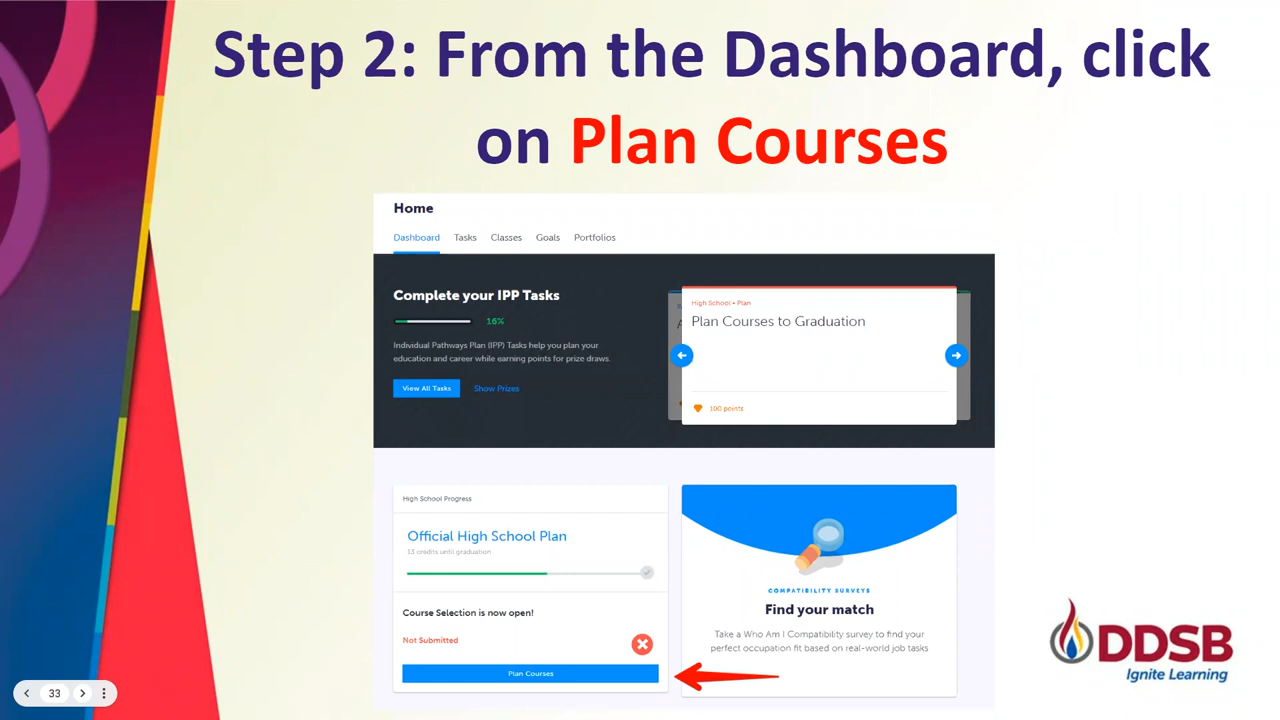 Step 2: From the Dashboard, click
on Plan Courses
Home
Dashboard Tasks Classes Goals Portfolios
Complete your IPP Tasks
16%
Individual Pathways Plan (IPP) Tasks help you plan your
education and career while earning points for prize draws.
View All Tasks Show Prizes
High School • Plan
Plan Courses to Graduation
100 points
High School Progress
Official High School Plan
13 credits until graduation
Course Selection is now open!
Not Submitted
Plan Courses
COMPATIBILITY SURVEYS
Find your match
Take a Who Am I Compatibility survey to find your
perfect occupation fit based on real-world job tasks
DDSB
Ignite Learning
33